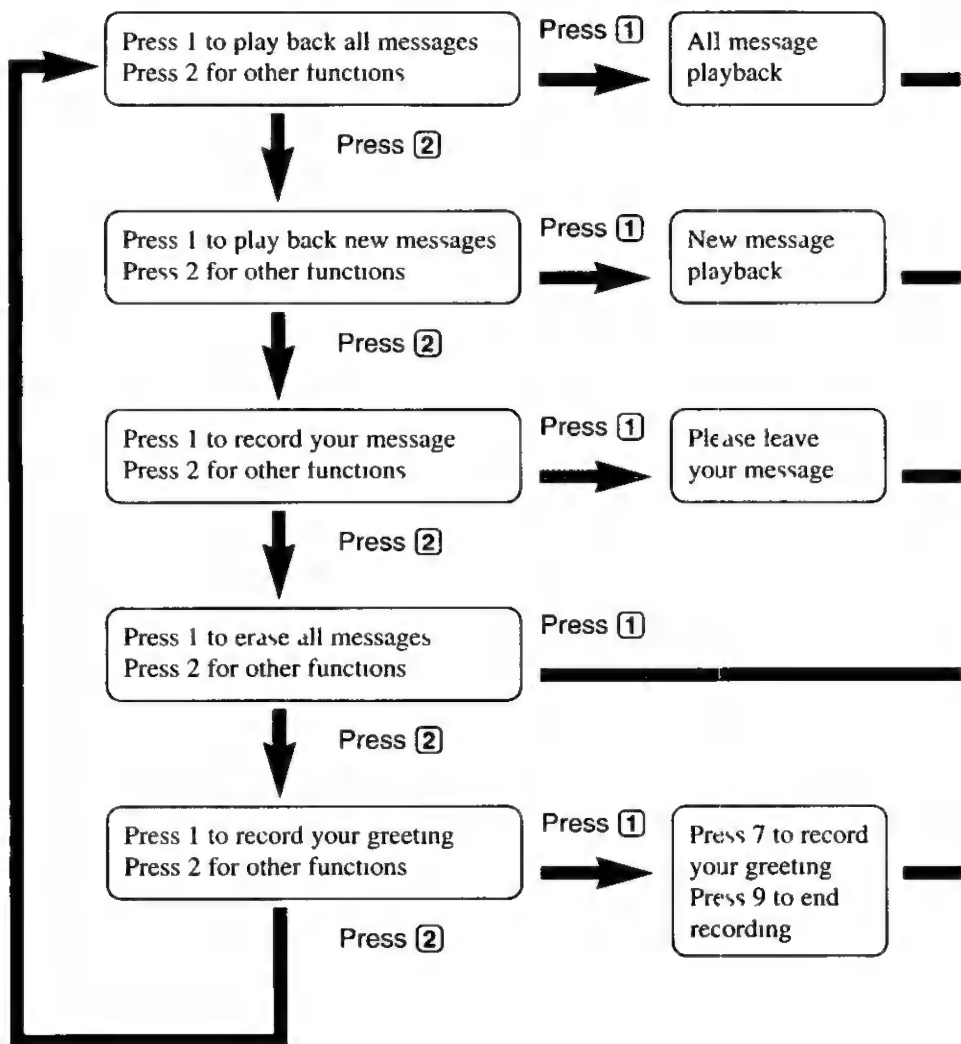 Press 1 to play back all messages
Press 2 for other functions
Press 1
All message
playback
Press 2
Press 1 to play back new messages
Press 2 for other functions
Press 1
New message
playback
Press 2
Press 1 to record your message
Press 2 for other functions
Press 1
Please leave
your message
Press 2
Press 1 to erase all messages
Press 2 for other functions
Press 1
Press 2
Press 1 to record your greeting
Press 2 for other functions
Press 1
Press 7 to record
your greeting
Press 9 to end
recording
Press 2